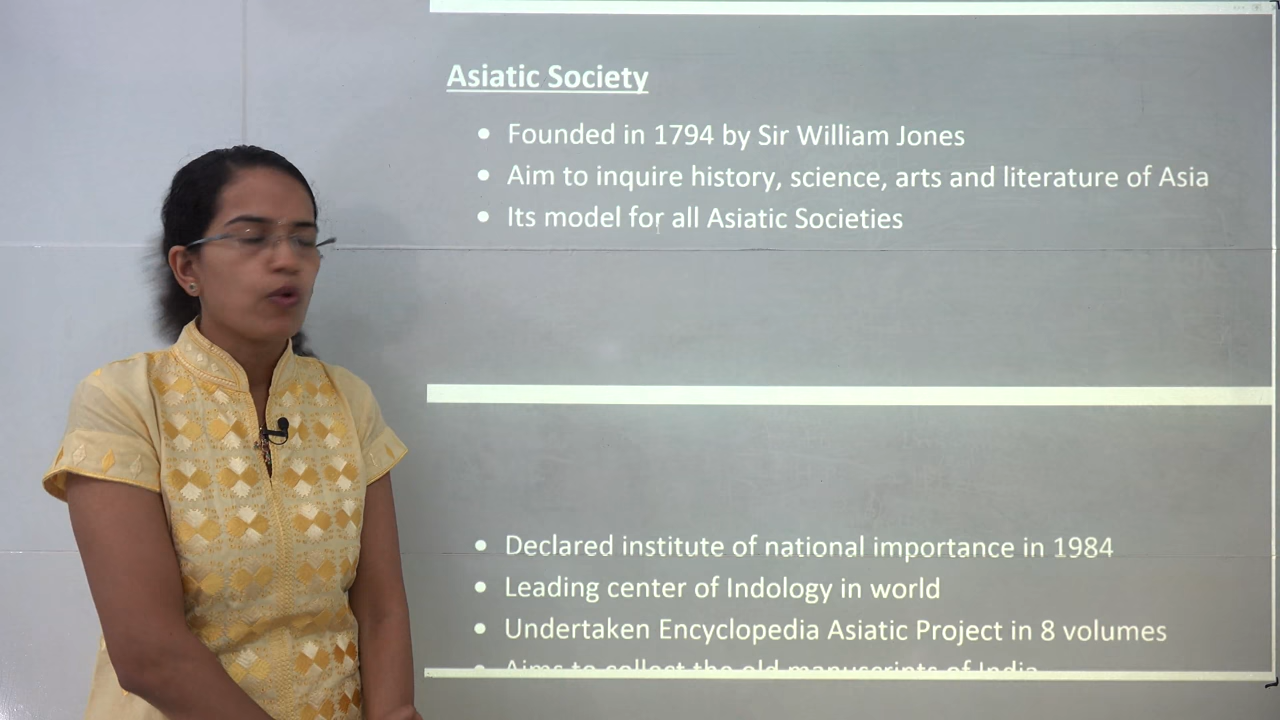 Asiatic Society
• Founded in 1794 by Sir William Jones
• Aim to inquire history, science, arts and literature of Asia
• Its model for all Asiatic Societies
• Declared institute of national importance in 1984
• Leading center of Indology in world
• Undertaken Encyclopedia Asiatic Project in 8 volumes
• Aims to collect the old manuscripts of India